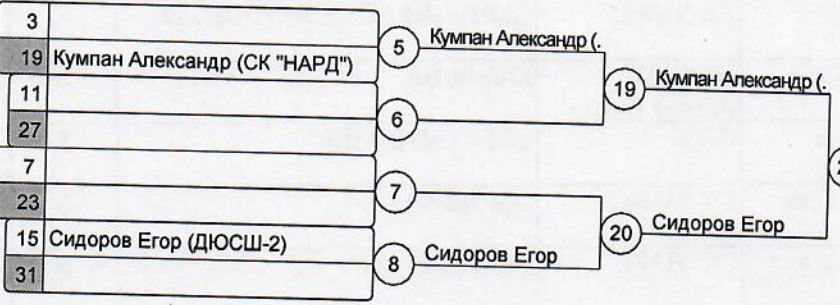 3
19 Кумпан Александр (СК "НАРД")
5 Кумпан Александр (.
19 Кумпан Александр (.
11
27
6
7
23
7
15 Сидоров Егор (ДЮСШ-2)
31
8 Сидоров Егор
20 Сидоров Егор